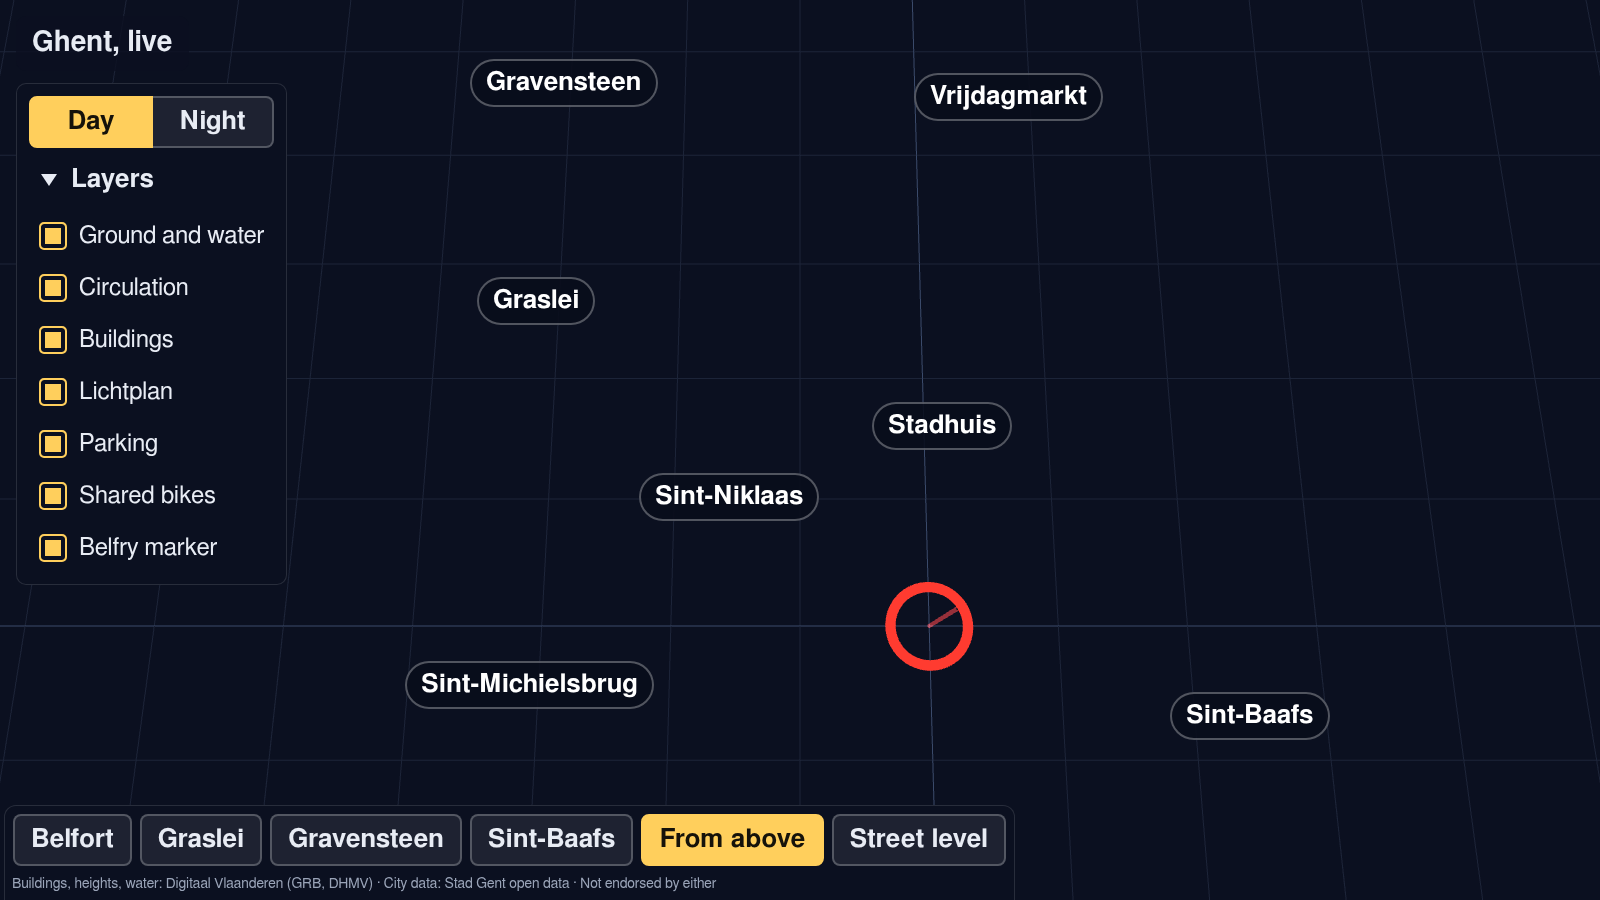 Ghent, live
Day
Night
Layers
Ground and water
Circulation
Buildings
Lichtplan
Parking
Shared bikes
Belfry marker
Gravensteen
Vrijdagmarkt
Graslei
Stadhuis
Sint-Niklaas
Sint-Michielsbrug
Sint-Baafs
Belfort
Graslei
Gravensteen
Sint-Baafs
From above
Street level
Buildings, heights, water: Digitaal Vlaanderen (GRB, DHMV) · City data: Stad Gent open data · Not endorsed by either